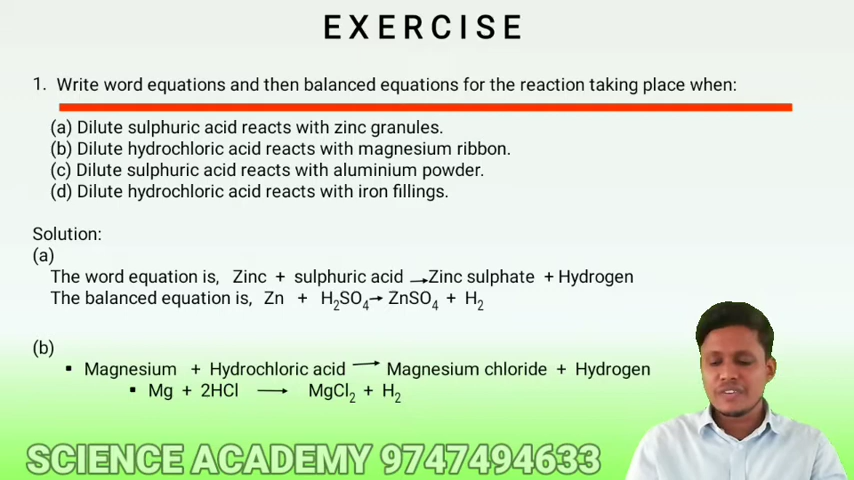 EXERCISE
1. Write word equations and then balanced equations for the reaction taking place when:
(a) Dilute sulphuric acid reacts with zinc granules.
(b) Dilute hydrochloric acid reacts with magnesium ribbon.
(c) Dilute sulphuric acid reacts with aluminium powder.
(d) Dilute hydrochloric acid reacts with iron fillings.
Solution:
(a)
The word equation is, Zinc + sulphuric acid → Zinc sulphate + Hydrogen
The balanced equation is, Zn + H₂SO₄ → ZnSO₄ + H₂
(b)
▪ Magnesium + Hydrochloric acid → Magnesium chloride + Hydrogen
▪ Mg + 2HCl → MgCl₂ + H₂
SCIENCE ACADEMY 9747494633